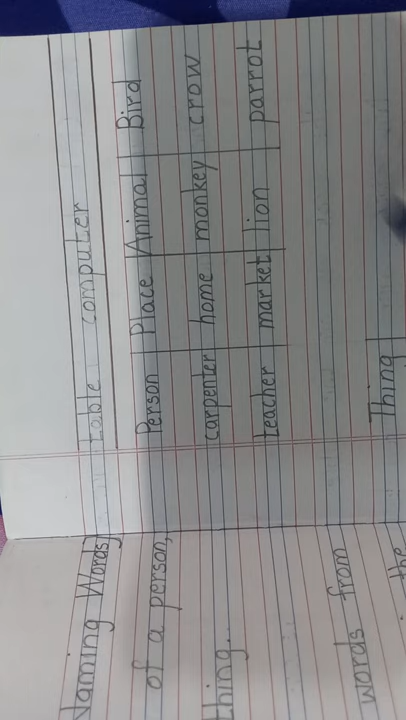 Naming Words
of a person,
thing.
words from
the
table computer
Person Place Animal Bird
carpenter home monkey crow
teacher market lion parrot
Thing